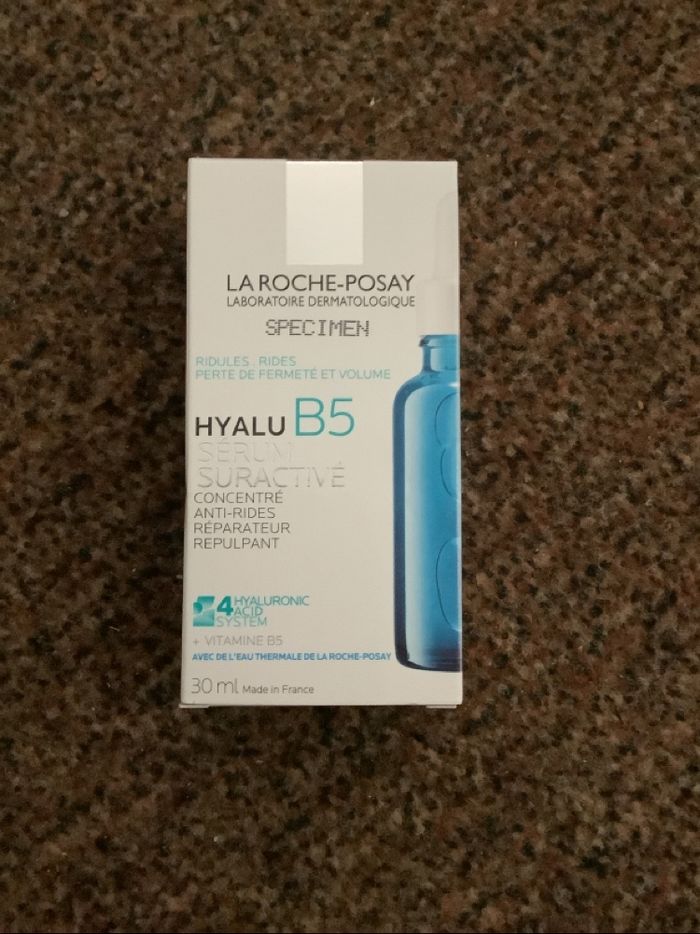 LA ROCHE-POSAY
LABORATOIRE DERMATOLOGIQUE
SPECIMEN
RIDULES . RIDES
PERTE DE FERMETÉ ET VOLUME
HYALU B5
SÉRUM
SURACTIVÉ
CONCENTRÉ
ANTI-RIDES
RÉPARATEUR
REPULPANT
4 HYALURONIC
ACID
SYSTEM
+ VITAMINE B5
AVEC DE L'EAU THERMALE DE LA ROCHE-POSAY
30 ml Made in France